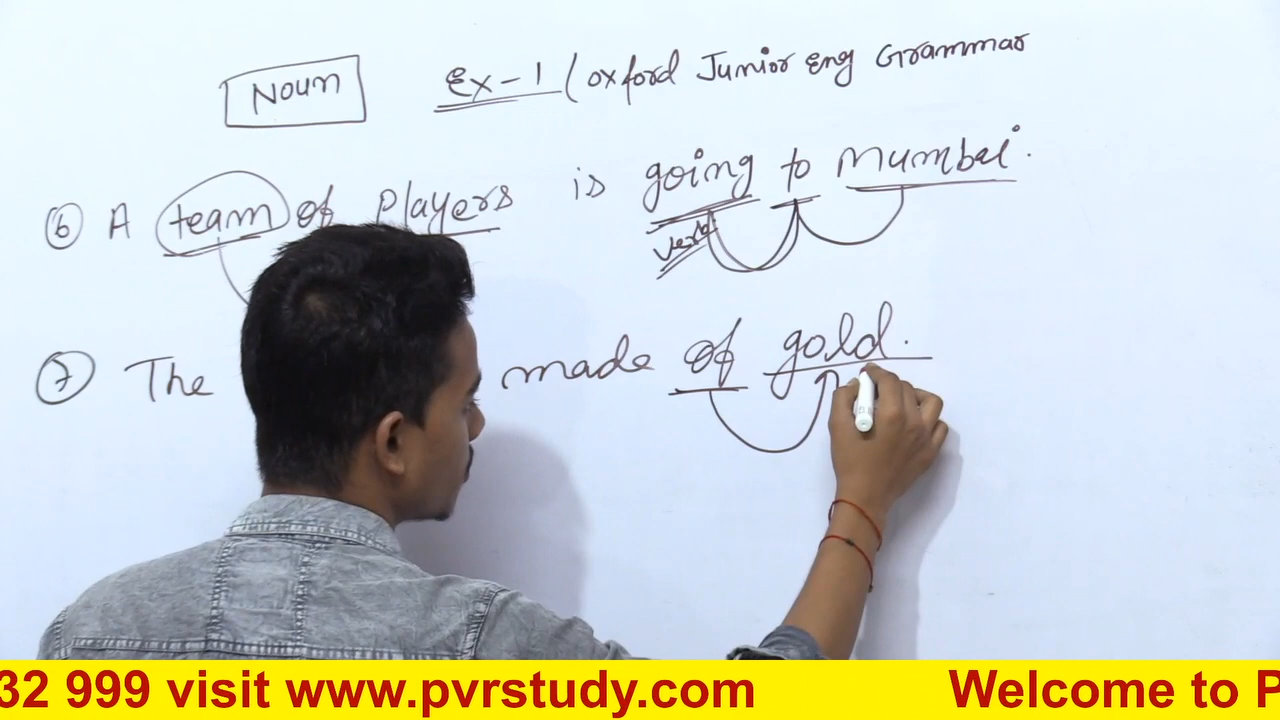 Noun Ex-1 (Oxford Junior Eng Grammar
6 A team of players is going to Mumbai.
verb
7 The made of gold.
32 999 visit www.pvrstudy.com Welcome to P